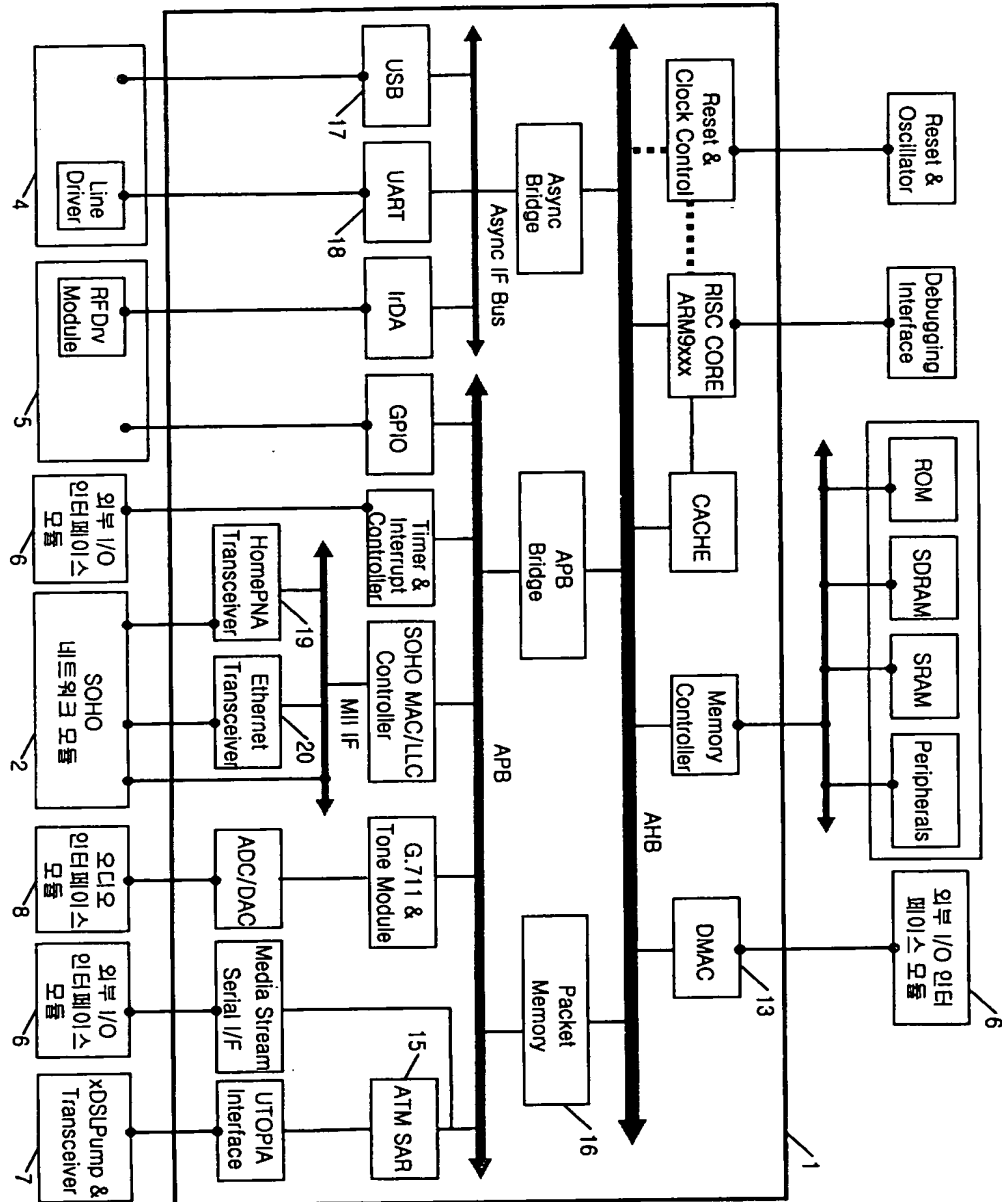 Reset &
Oscillator
Debugging
Interface
ROM
SDRAM
SRAM
Peripherals
외부 I/O 인터
페이스 모듈
6
Reset &
Clock Control
RISC CORE
ARM9xxx
CACHE
Memory
Controller
DMAC
13
1
AHB
Async
Bridge
APB
Bridge
Packet
Memory
16
Async IF Bus
APB
USB
17
UART
18
IrDA
GPIO
Timer &
Interrupt
Controller
SOHO MAC/LLC
Controller
G.711 &
Tone Module
ATM SAR
15
MII IF
HomePNA
Transceiver
19
Ethernet
Transceiver
20
ADC/DAC
Media Stream
Serial I/F
UTOPIA
Interface
Line
Driver
4
RFDrv
Module
5
외부 I/O
인터페이스
모듈
6
SOHO
네트워크 모듈
2
오디오
인터페이스
모듈
8
외부 I/O
인터페이스
모듈
6
xDSLPump &
Transceiver
7